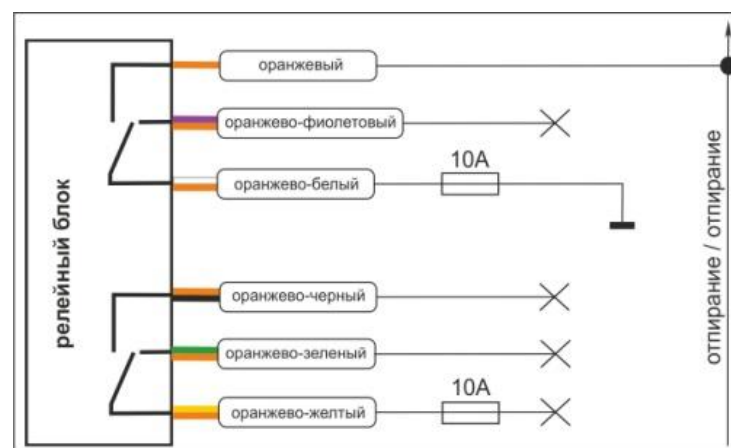 оранжевый
оранжево-фиолетовый
10А
оранжево-белый
оранжево-черный
оранжево-зеленый
10А
оранжево-желтый
релейный блок
отпирание / отпирание